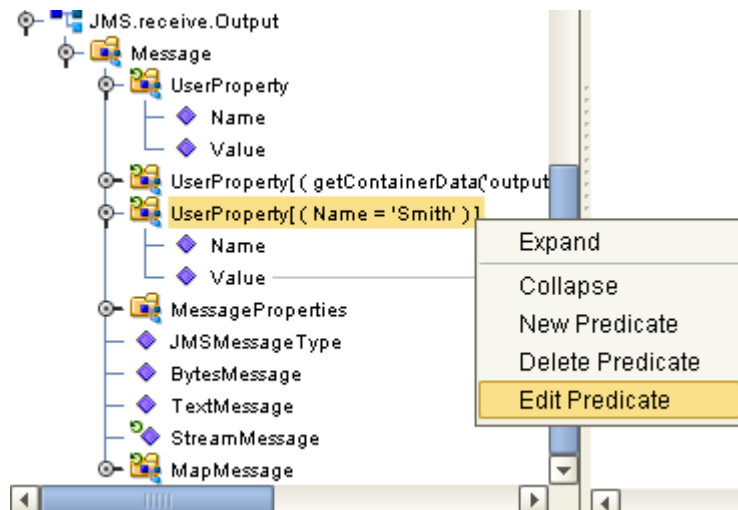 JMS.receive.Output
Message
UserProperty
Name
Value
UserProperty[ ( getContainerData('output
UserProperty[ ( Name = 'Smith' ) ]
Name
Value
MessageProperties
JMSMessageType
BytesMessage
TextMessage
StreamMessage
MapMessage
Expand
Collapse
New Predicate
Delete Predicate
Edit Predicate